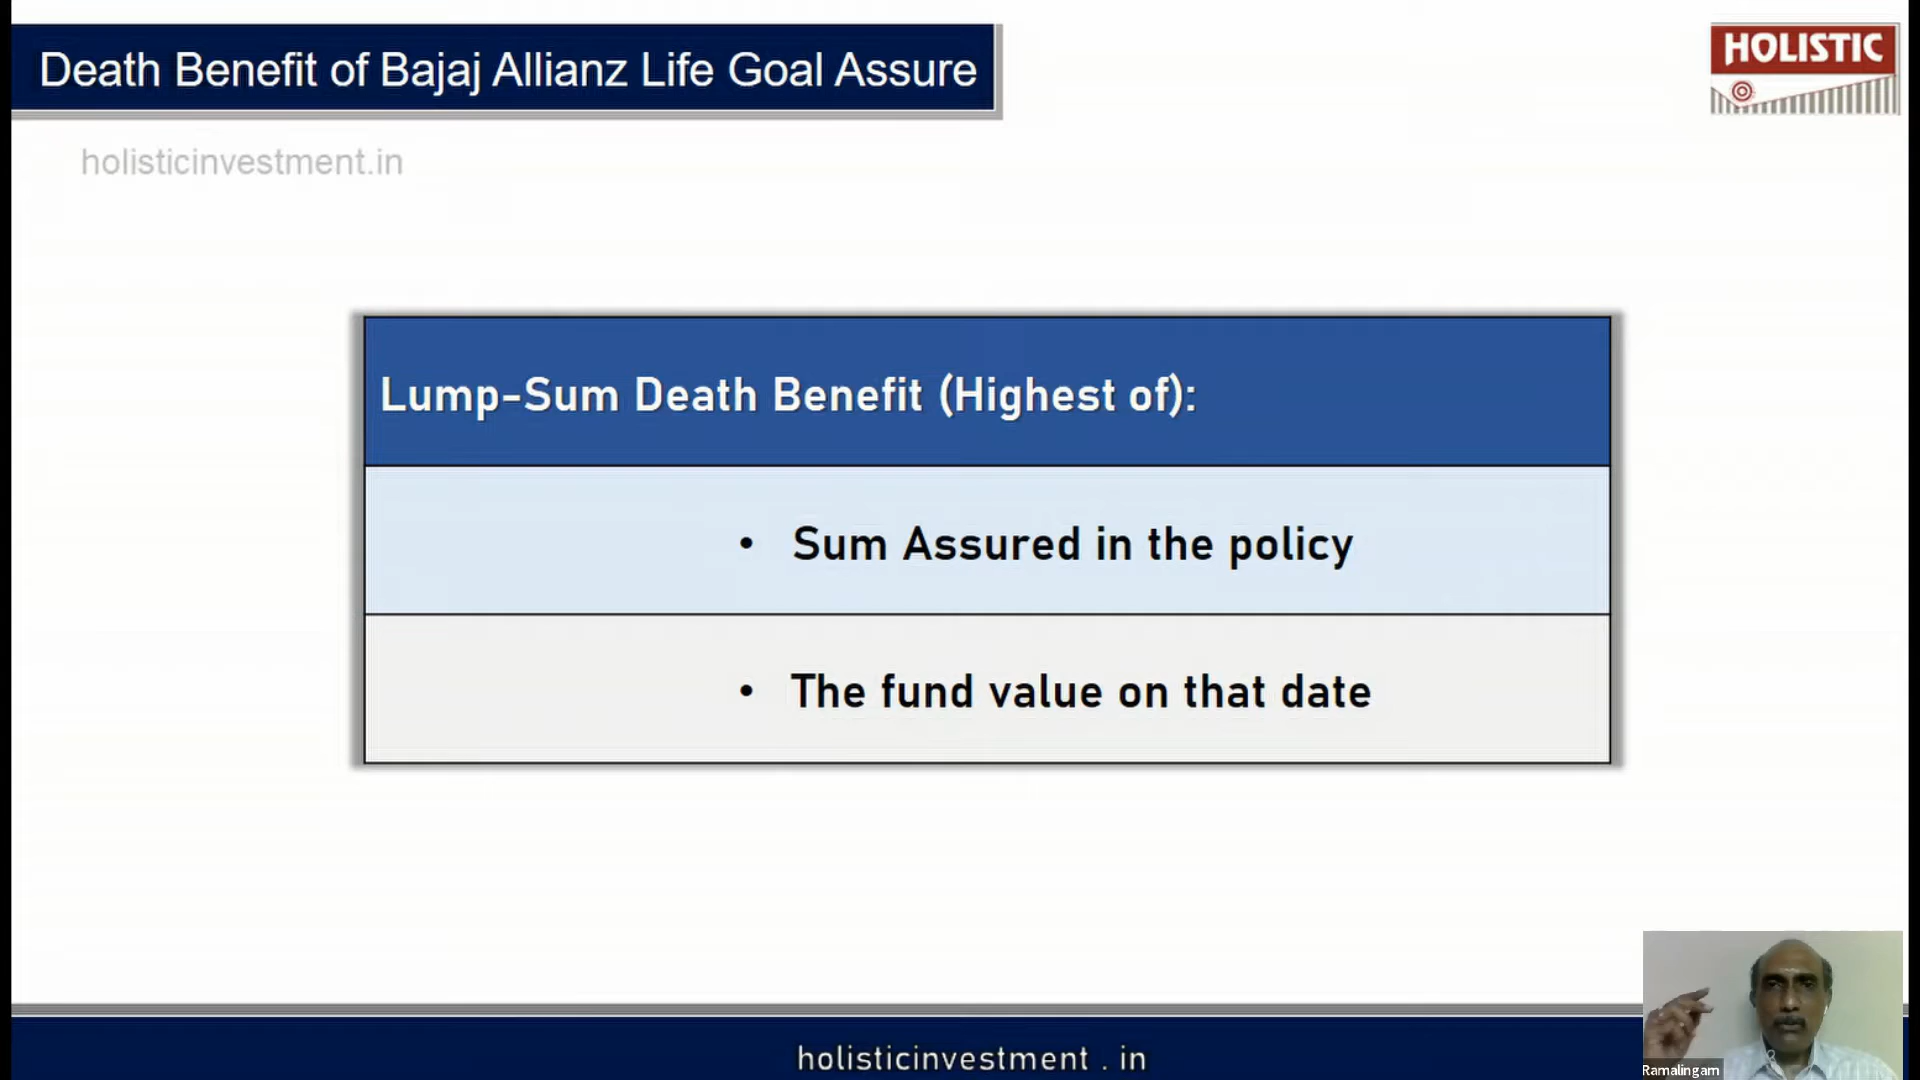 Death Benefit of Bajaj Allianz Life Goal Assure
HOLISTIC
holisticinvestment.in
Lump-Sum Death Benefit (Highest of):
• Sum Assured in the policy
• The fund value on that date
holisticinvestment . in
Ramalingam